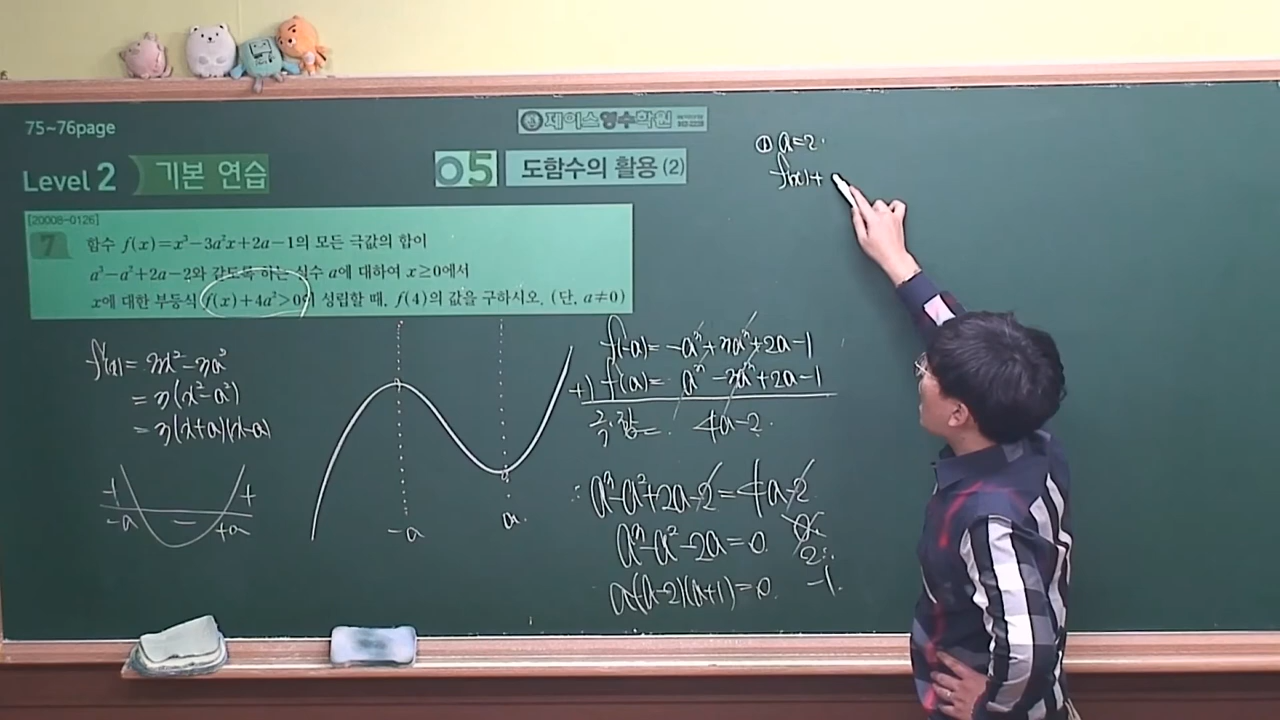 75~76page
제이스영수학원
Level 2 기본 연습
05 도함수의 활용 (2)
[20008-0126]
7 함수 f(x)=x³-3a²x+2a-1의 모든 극값의 합이
a³-a²+2a-2와 같도록 하는 실수 a에 대하여 x≥0에서
x에 대한 부등식 f(x)+4a²>0이 성립할 때, f(4)의 값을 구하시오. (단, a≠0)
f'(x)= 3x²-3a²
= 3(x²-a²)
= 3(x+a)(x-a)
+ +
-a - +a
-a a
f(-a)= -a³+3a³+2a-1
+) f(a)= a³-3a³+2a-1
극.합= 4a-2
∴ a³-a²+2a-2=4a-2
a³-a²-2a=0
a(a-2)(a+1)=0
2
-1
① a=2
f(x)+